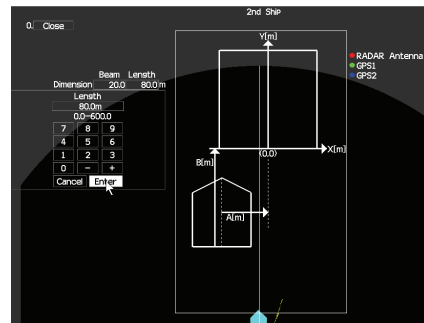 2nd Ship
0. Close
Y[m]
RADAR Antenna
GPS1
GPS2
Beam Length
Dimension 20.0 80.0 m
Length
80.0m
0.0~600.0
7 8 9
4 5 6
1 2 3
0 - +
Cancel Enter
(0.0)
X[m]
B[m]
A[m]